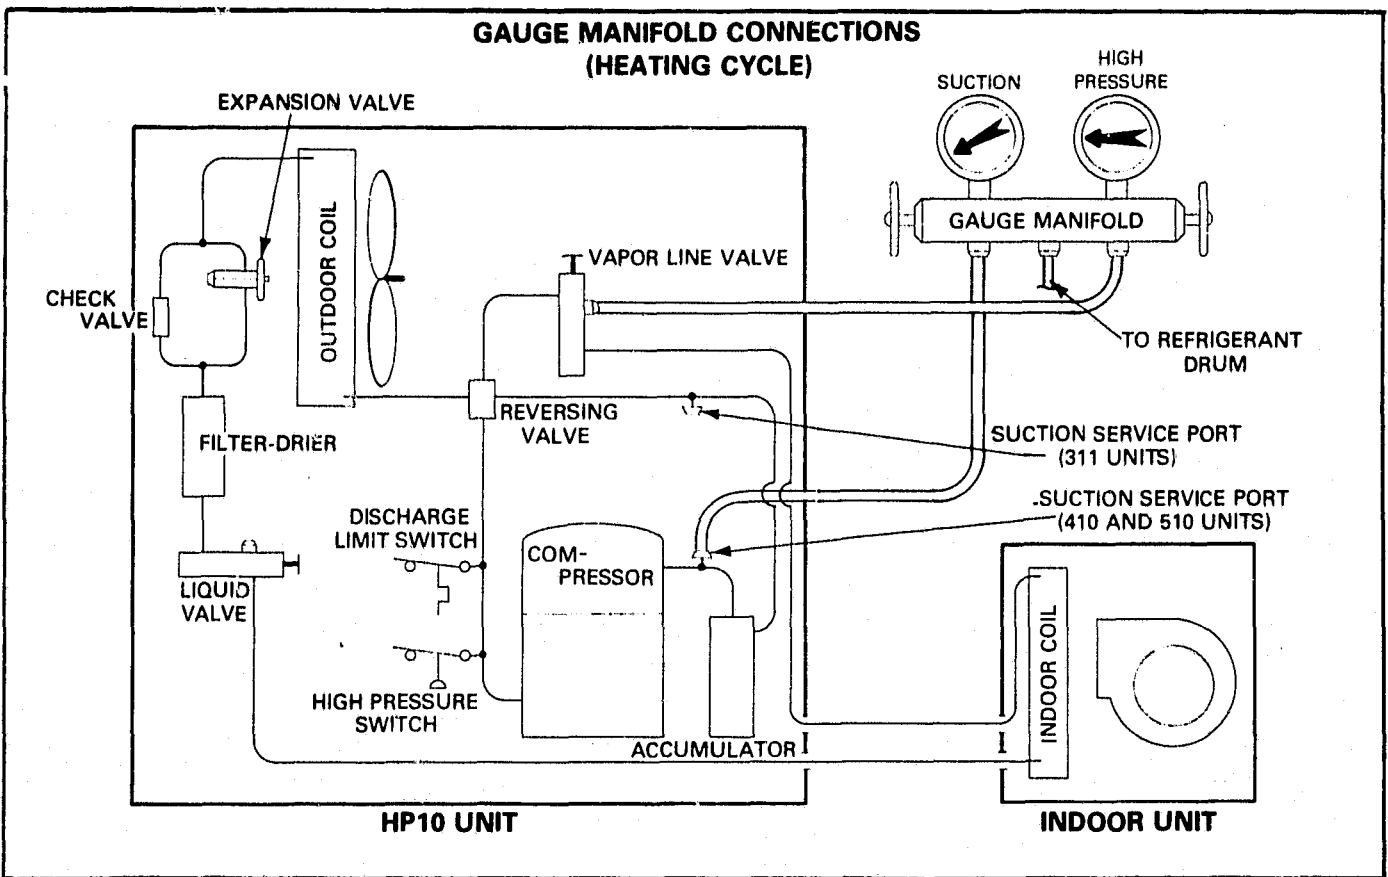 GAUGE MANIFOLD CONNECTIONS
(HEATING CYCLE)
EXPANSION VALVE
SUCTION
HIGH
PRESSURE
GAUGE MANIFOLD
OUTDOOR COIL
VAPOR LINE VALVE
CHECK
VALVE
TO REFRIGERANT
DRUM
REVERSING
VALVE
FILTER-DRIER
SUCTION SERVICE PORT
(311 UNITS)
SUCTION SERVICE PORT
(410 AND 510 UNITS)
DISCHARGE
LIMIT SWITCH
COM-
PRESSOR
LIQUID
VALVE
INDOOR COIL
HIGH PRESSURE
SWITCH
ACCUMULATOR
HP10 UNIT
INDOOR UNIT